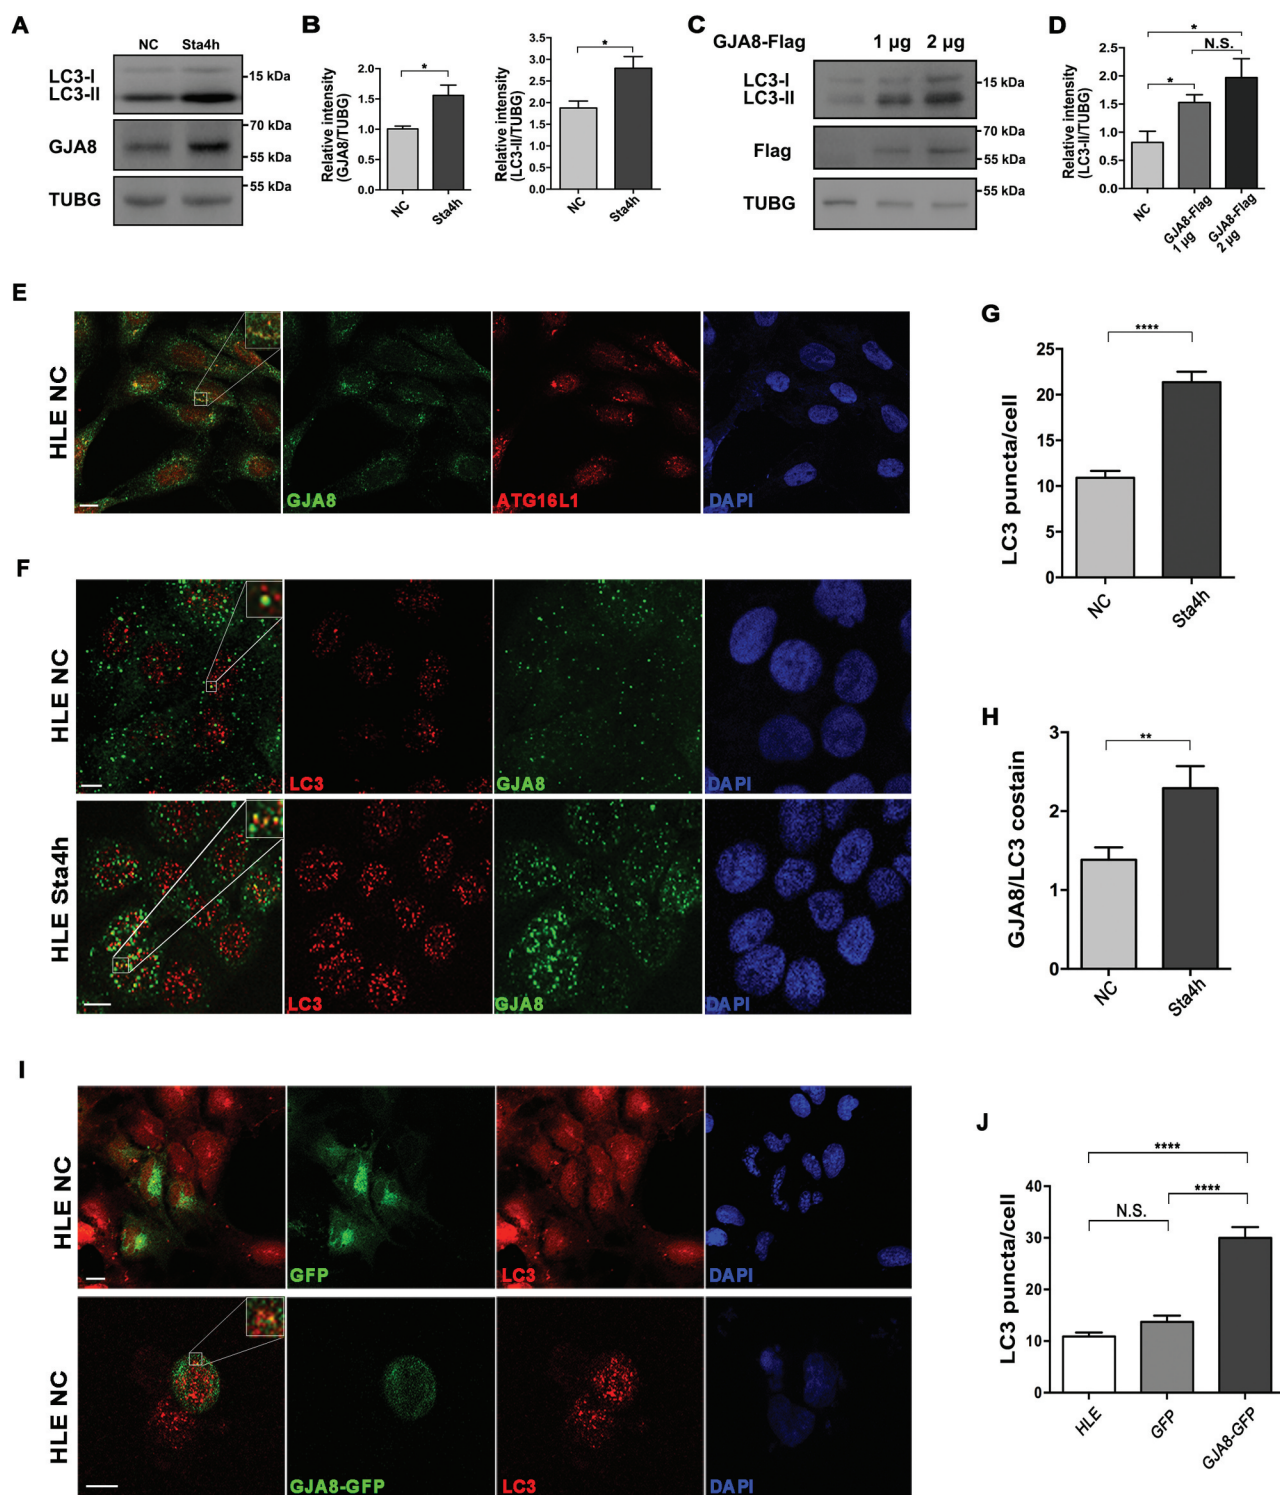 A
NC Sta4h
LC3-I
LC3-II
15 kDa
GJA8
70 kDa
55 kDa
TUBG
55 kDa
B
Relative intensity
(GJA8/TUBG)
2.0
1.5
1.0
0.5
0.0
*
NC
Sta4h
Relative intensity
(LC3-II/TUBG)
3.5
3.0
2.5
2.0
1.5
1.0
0.5
0.0
*
NC
Sta4h
C
GJA8-Flag 1 µg 2 µg
LC3-I
LC3-II
15 kDa
Flag
70 kDa
55 kDa
TUBG
55 kDa
D
Relative intensity
(LC3-II/TUBG)
2.5
2.0
1.5
1.0
0.5
0.0
*
N.S.
*
NC
GJA8-Flag
1 µg
GJA8-Flag
2 µg
E
HLE NC
GJA8
ATG16L1
DAPI
F
HLE NC
LC3
GJA8
DAPI
HLE Sta4h
LC3
GJA8
DAPI
G
LC3 puncta/cell
25
20
15
10
5
0
****
NC
Sta4h
H
GJA8/LC3 costain
3
2
1
0
**
NC
Sta4h
I
HLE NC
GFP
LC3
DAPI
HLE NC
GJA8-GFP
LC3
DAPI
J
LC3 puncta/cell
40
30
20
10
0
****
N.S.
****
HLE
GFP
GJA8-GFP